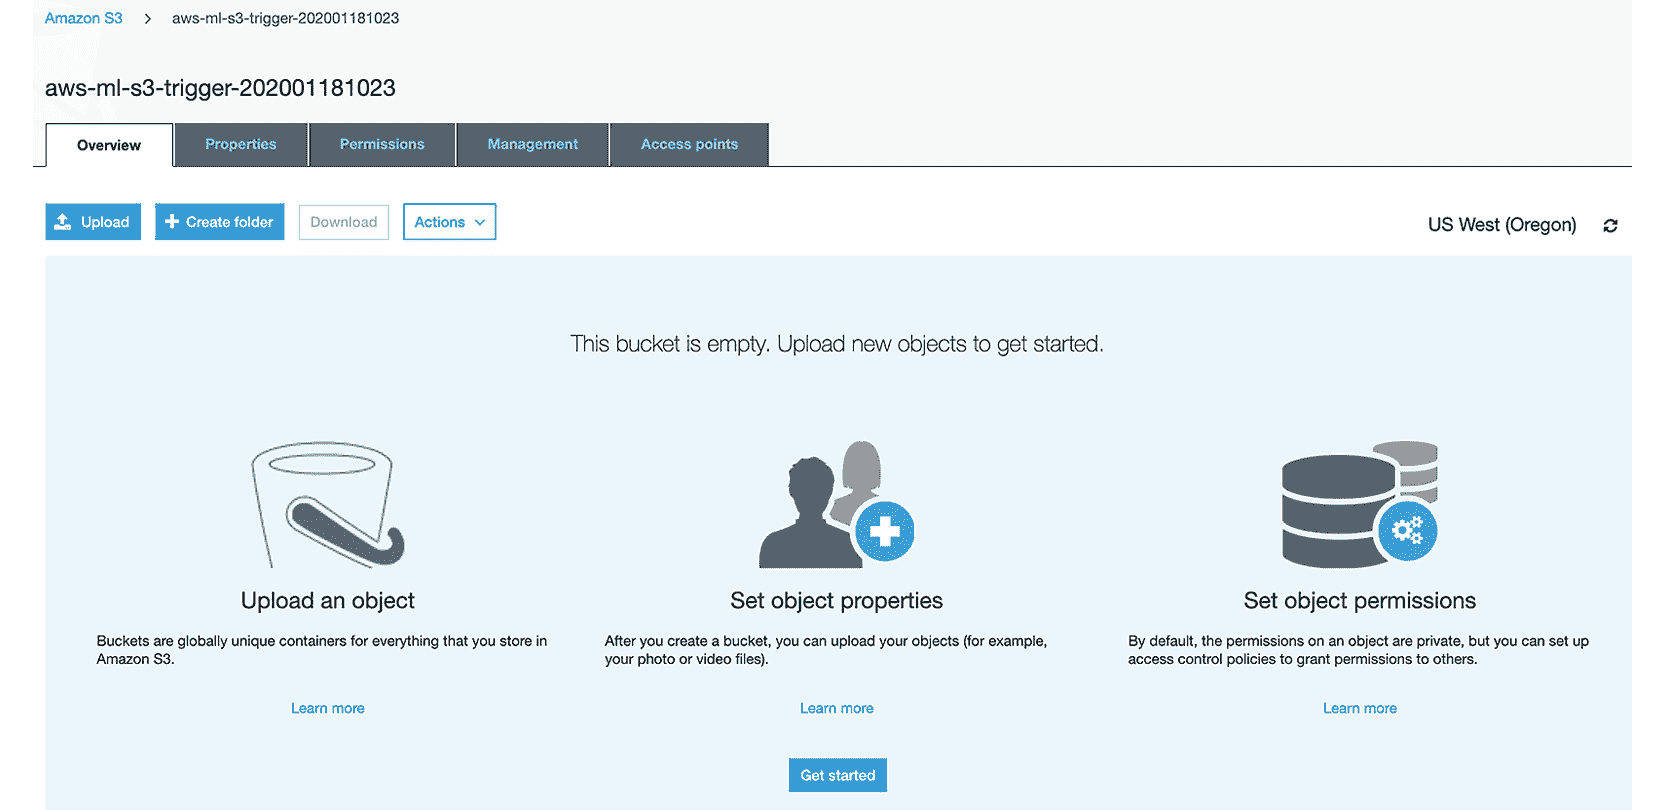 Amazon S3 > aws-ml-s3-trigger-202001181023
aws-ml-s3-trigger-202001181023
Overview Properties Permissions Management Access points
Upload Create folder Download Actions US West (Oregon)
This bucket is empty. Upload new objects to get started.
Upload an object
Buckets are globally unique containers for everything that you store in
Amazon S3.
Learn more
Set object properties
After you create a bucket, you can upload your objects (for example,
your photo or video files).
Learn more
Set object permissions
By default, the permissions on an object are private, but you can set up
access control policies to grant permissions to others.
Learn more
Get started